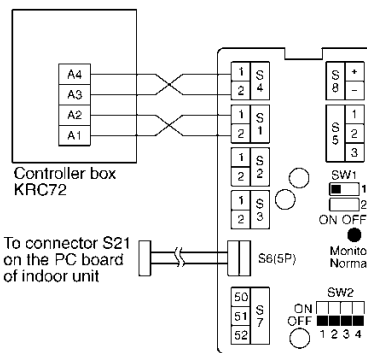 A4
A3
A2
A1
Controller box
KRC72
To connector S21
on the PC board
of indoor unit
1
2
S
4
1
2
S
1
1
2
S
2
1
2
S
3
S6(5P)
50
51
52
S
7
S
8
+
−
S
5
1
2
3
SW1
1
2
ON OFF
Monito
Norma
SW2
ON
OFF
1 2 3 4